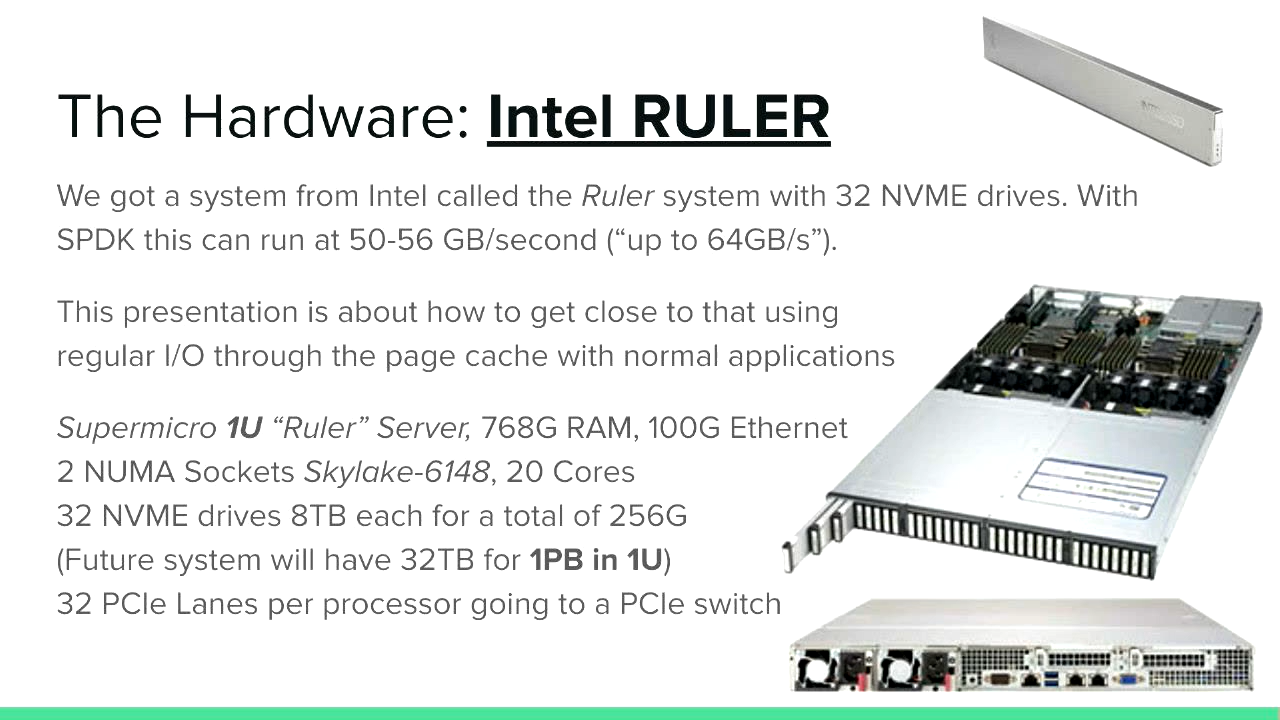 The Hardware: Intel RULER
We got a system from Intel called the Ruler system with 32 NVME drives. With
SPDK this can run at 50-56 GB/second (“up to 64GB/s”).
This presentation is about how to get close to that using
regular I/O through the page cache with normal applications
Supermicro 1U “Ruler” Server, 768G RAM, 100G Ethernet
2 NUMA Sockets Skylake-6148, 20 Cores
32 NVME drives 8TB each for a total of 256G
(Future system will have 32TB for 1PB in 1U)
32 PCIe Lanes per processor going to a PCIe switch